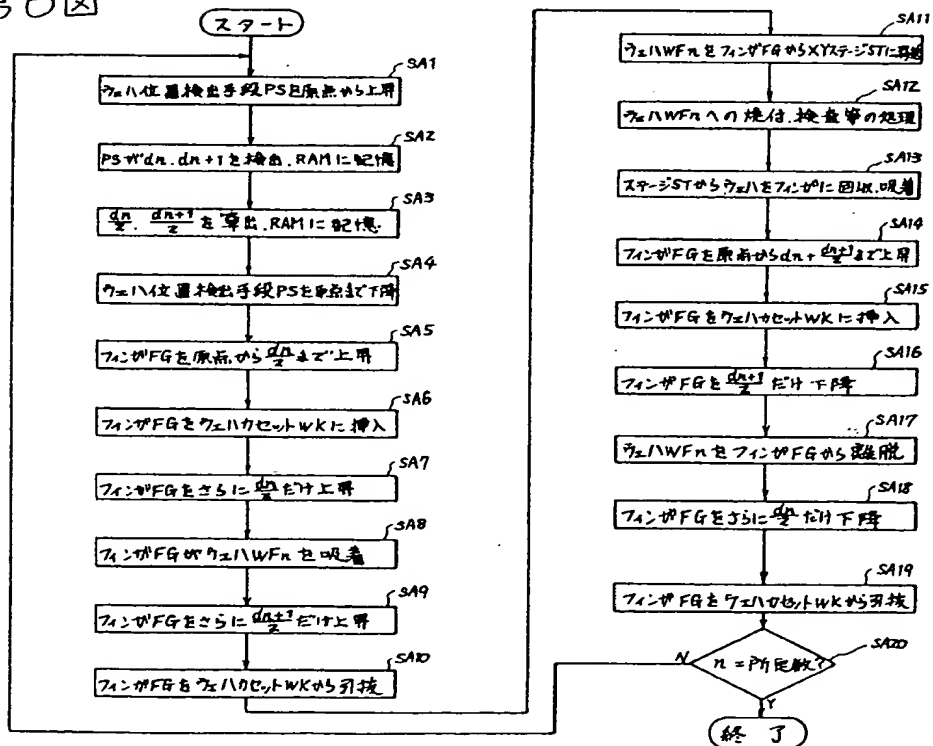 スタート
SA1
ウェハ位置検出手段PSを原点から上昇
SA2
PSがdn.dn+1を検出.RAMに記憶
SA3
dn/2. dn+1/2を算出.RAMに記憶.
SA4
ウェハ位置検出手段PSを原点まで下降
SA5
フィンガFGを原点から dn/2 まで上昇
SA6
フィンガFGをウェハカセットWKに挿入
SA7
フィンガFGをさらに dn/2 だけ上昇
SA8
フィンガFGがウェハWFnを吸着
SA9
フィンガFGをさらに dn+1/2 だけ上昇
SA10
フィンガFGをウェハカセットWKから引抜
SA11
ウェハWFnをフィンガFGからXYステージSTに
SA12
ウェハWFnへの焼付.検査等の処理
SA13
ステージSTからウェハをフィンガに回収.吸着
SA14
フィンガFGを原点からdn+ dn+1/2 まで上昇
SA15
フィンガFGをウェハカセットWKに挿入
SA16
フィンガFGを dn+1/2 だけ下降
SA17
ウェハWFnをフィンガFGから離脱
SA18
フィンガFGをさらに dn/2 だけ下降
SA19
フィンガFGをウェハカセットWKから引抜
SA20
n=所定数?
N
Y
終了